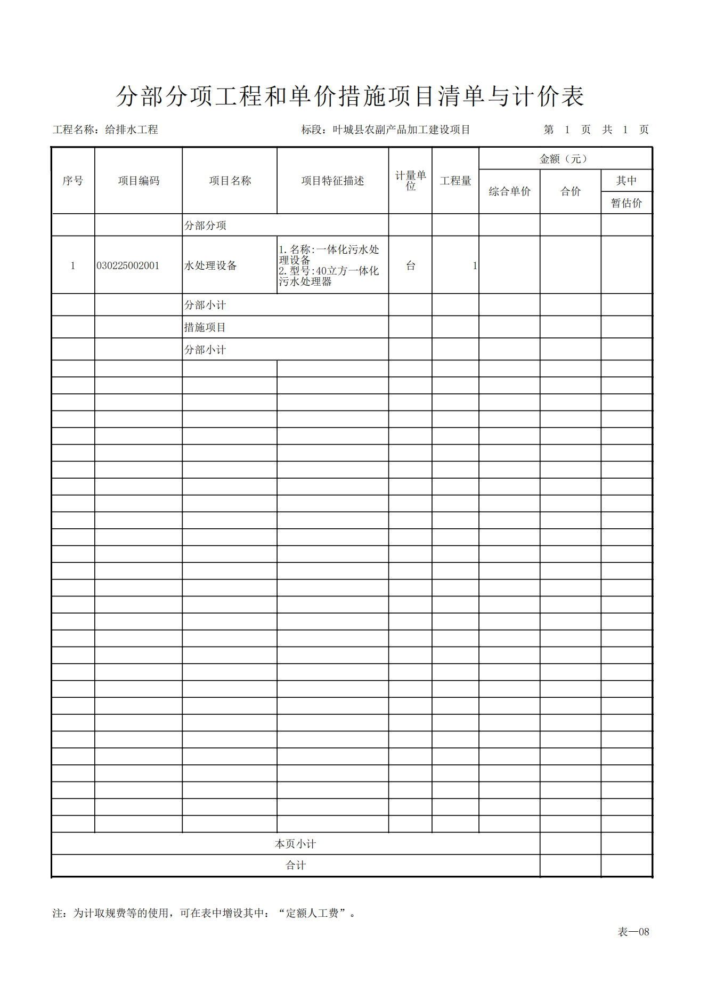 分部分项工程和单价措施项目清单与计价表
工程名称：给排水工程 标段：叶城县农副产品加工建设项目 第 1 页 共 1 页
序号 项目编码 项目名称 项目特征描述 计量单位 工程量 金额（元）
综合单价 合价 其中
暂估价
分部分项
1 030225002001 水处理设备 1.名称:一体化污水处
理设备
2.型号:40立方一体化
污水处理器 台 1
分部小计
措施项目
分部小计
本页小计
合计
注：为计取规费等的使用，可在表中增设其中：“定额人工费”。
表—08